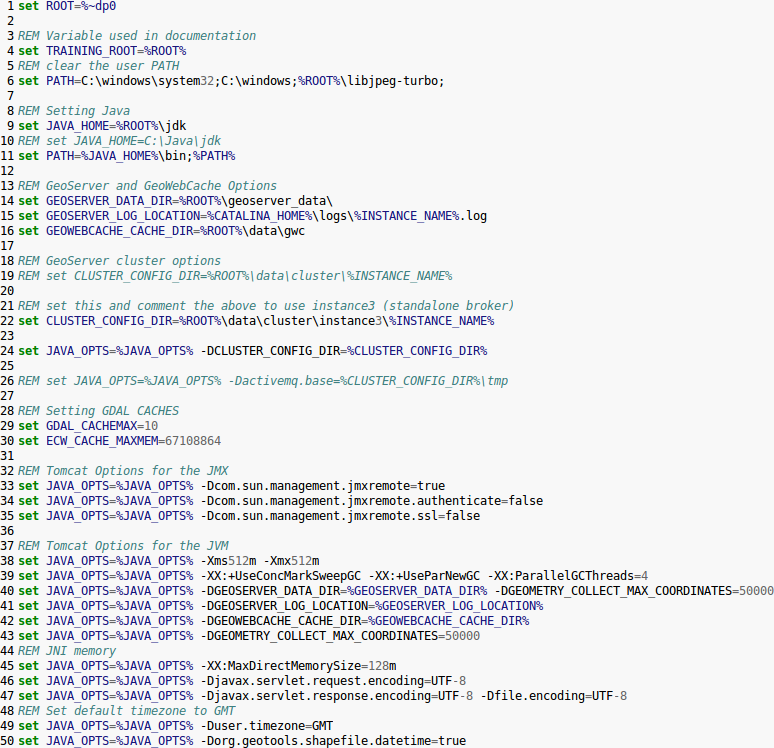 1 set ROOT=%~dp0
2
3 REM Variable used in documentation
4 set TRAINING_ROOT=%ROOT%
5 REM clear the user PATH
6 set PATH=C:\windows\system32;C:\windows;%ROOT%\libjpeg-turbo;
7
8 REM Setting Java
9 set JAVA_HOME=%ROOT%\jdk
10 REM set JAVA_HOME=C:\Java\jdk
11 set PATH=%JAVA_HOME%\bin;%PATH%
12
13 REM GeoServer and GeoWebCache Options
14 set GEOSERVER_DATA_DIR=%ROOT%\geoserver_data\
15 set GEOSERVER_LOG_LOCATION=%CATALINA_HOME%\logs\%INSTANCE_NAME%.log
16 set GEOWEBCACHE_CACHE_DIR=%ROOT%\data\gwc
17
18 REM GeoServer cluster options
19 REM set CLUSTER_CONFIG_DIR=%ROOT%\data\cluster\%INSTANCE_NAME%
20
21 REM set this and comment the above to use instance3 (standalone broker)
22 set CLUSTER_CONFIG_DIR=%ROOT%\data\cluster\instance3\%INSTANCE_NAME%
23
24 set JAVA_OPTS=%JAVA_OPTS% -DCLUSTER_CONFIG_DIR=%CLUSTER_CONFIG_DIR%
25
26 REM set JAVA_OPTS=%JAVA_OPTS% -Dactivemq.base=%CLUSTER_CONFIG_DIR%\tmp
27
28 REM Setting GDAL CACHES
29 set GDAL_CACHEMAX=10
30 set ECW_CACHE_MAXMEM=67108864
31
32 REM Tomcat Options for the JMX
33 set JAVA_OPTS=%JAVA_OPTS% -Dcom.sun.management.jmxremote=true
34 set JAVA_OPTS=%JAVA_OPTS% -Dcom.sun.management.jmxremote.authenticate=false
35 set JAVA_OPTS=%JAVA_OPTS% -Dcom.sun.management.jmxremote.ssl=false
36
37 REM Tomcat Options for the JVM
38 set JAVA_OPTS=%JAVA_OPTS% -Xms512m -Xmx512m
39 set JAVA_OPTS=%JAVA_OPTS% -XX:+UseConcMarkSweepGC -XX:+UseParNewGC -XX:ParallelGCThreads=4
40 set JAVA_OPTS=%JAVA_OPTS% -DGEOSERVER_DATA_DIR=%GEOSERVER_DATA_DIR% -DGEOMETRY_COLLECT_MAX_COORDINATES=50000
41 set JAVA_OPTS=%JAVA_OPTS% -DGEOSERVER_LOG_LOCATION=%GEOSERVER_LOG_LOCATION%
42 set JAVA_OPTS=%JAVA_OPTS% -DGEOWEBCACHE_CACHE_DIR=%GEOWEBCACHE_CACHE_DIR%
43 set JAVA_OPTS=%JAVA_OPTS% -DGEOMETRY_COLLECT_MAX_COORDINATES=50000
44 REM JNI memory
45 set JAVA_OPTS=%JAVA_OPTS% -XX:MaxDirectMemorySize=128m
46 set JAVA_OPTS=%JAVA_OPTS% -Djavax.servlet.request.encoding=UTF-8
47 set JAVA_OPTS=%JAVA_OPTS% -Djavax.servlet.response.encoding=UTF-8 -Dfile.encoding=UTF-8
48 REM Set default timezone to GMT
49 set JAVA_OPTS=%JAVA_OPTS% -Duser.timezone=GMT
50 set JAVA_OPTS=%JAVA_OPTS% -Dorg.geotools.shapefile.datetime=true